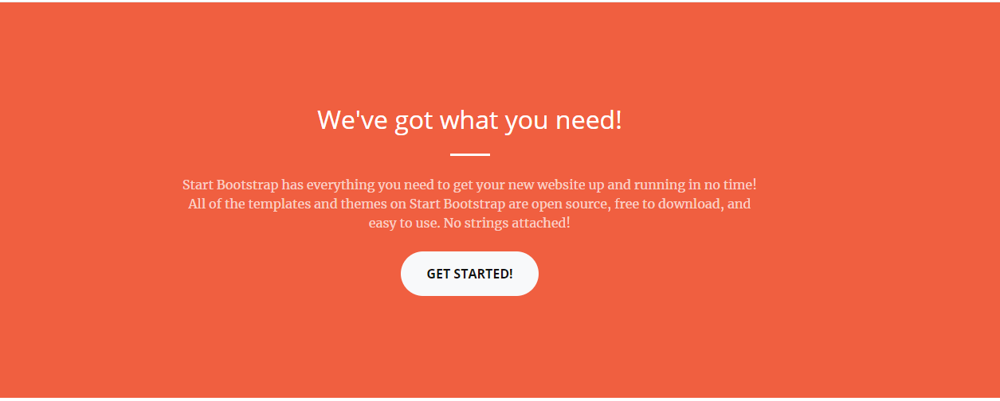 We've got what you need!
Start Bootstrap has everything you need to get your new website up and running in no time!
All of the templates and themes on Start Bootstrap are open source, free to download, and
easy to use. No strings attached!
GET STARTED!